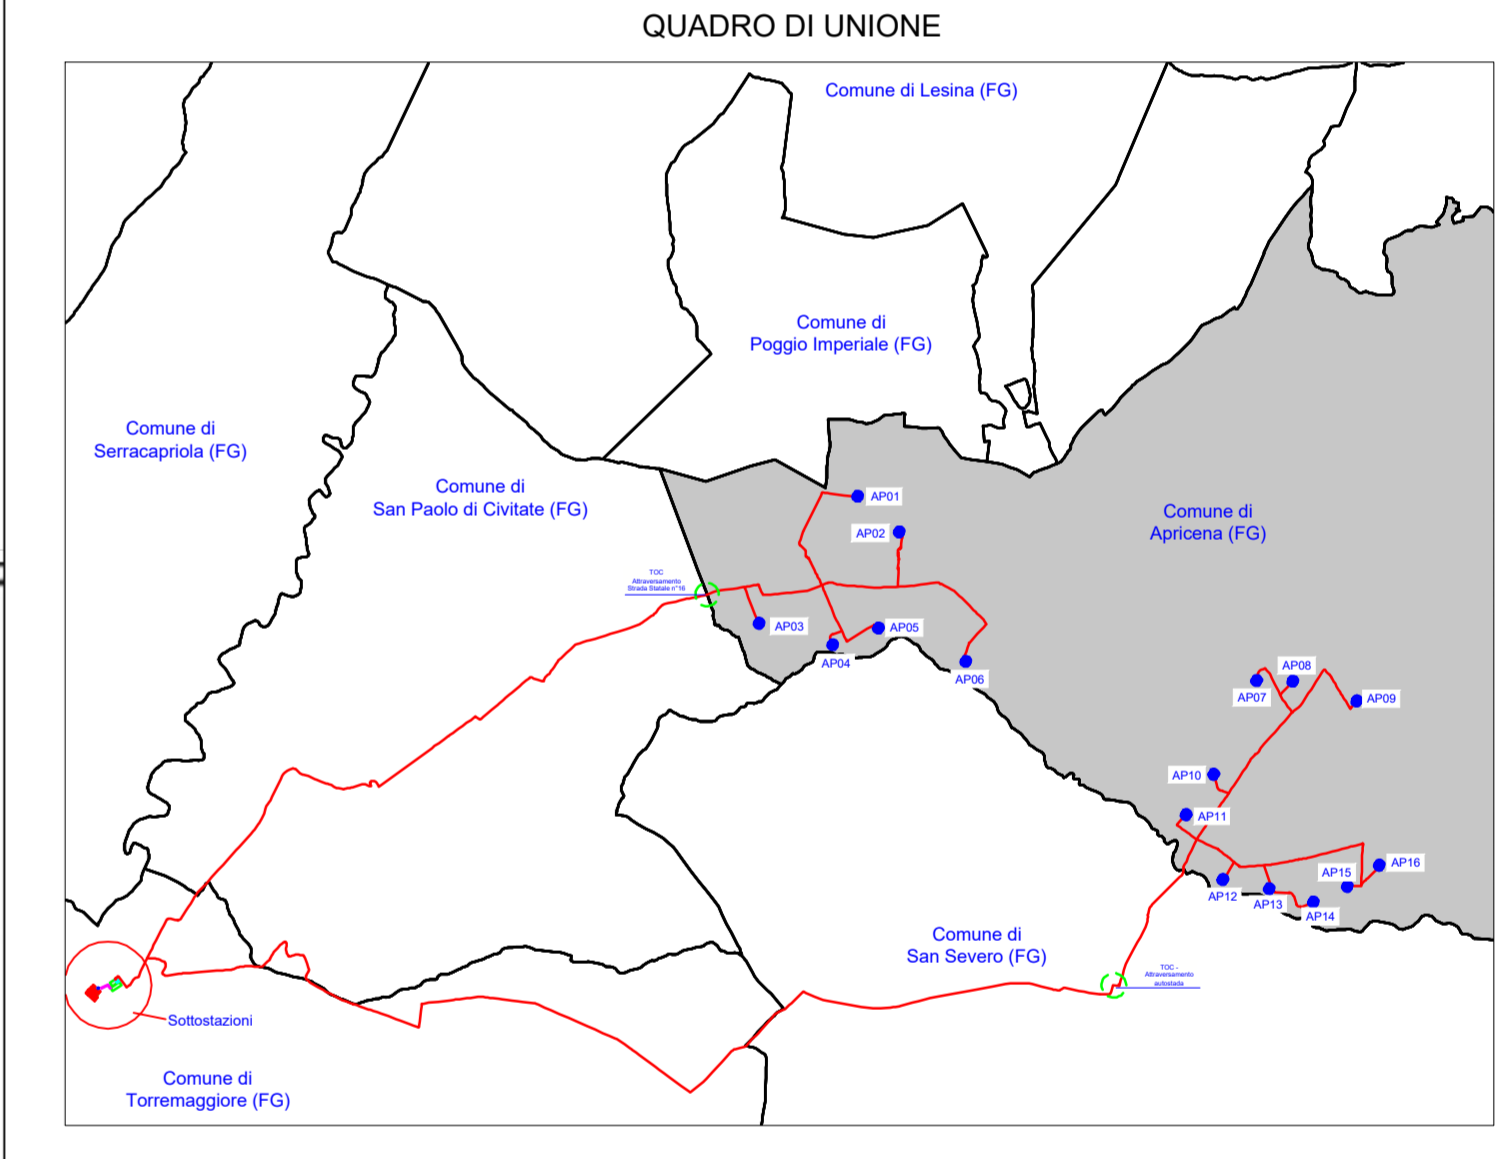 QUADRO DI UNIONE
Comune di Lesina (FG)
Comune di
Poggio Imperiale (FG)
Comune di
Serracapriola (FG)
Comune di
San Paolo di Civitate (FG)
Comune di
Apricena (FG)
AP01
AP02
TOC
Attraversamento
Strada Statale n°16
AP03
AP05
AP04
AP06
AP08
AP07
AP09
AP10
AP11
AP16
AP15
AP12
AP13
AP14
Comune di
San Severo (FG)
TOC -
Attraversamento
autostada
Sottostazioni
Comune di
Torremaggiore (FG)